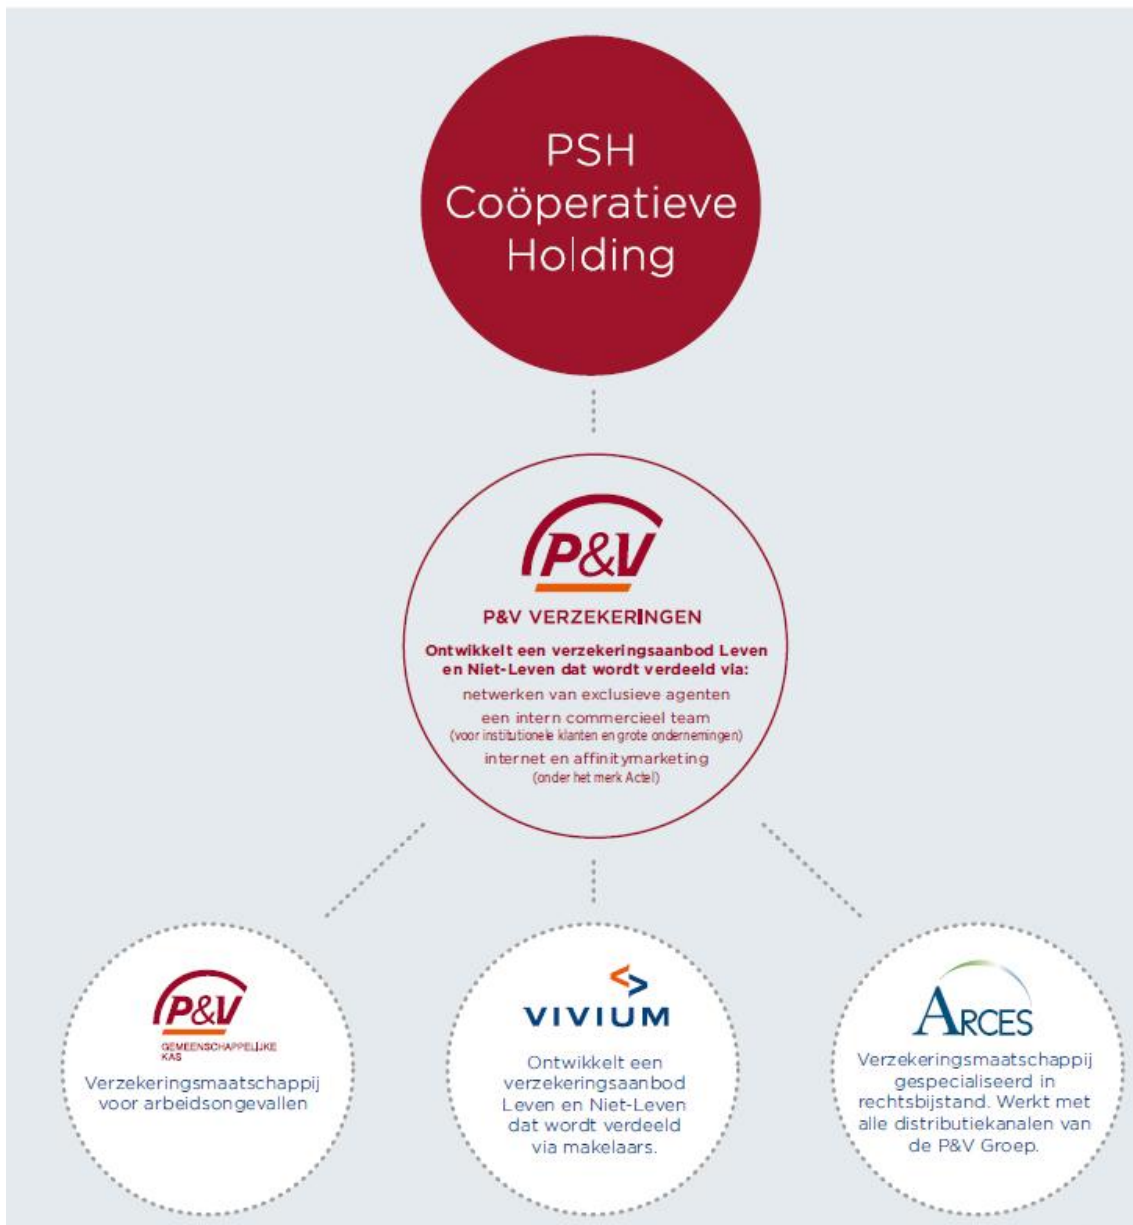 PSH
Coöperatieve
Holding
P&V
P&V VERZEKERINGEN
Ontwikkelt een verzekeringsaanbod Leven
en Niet-Leven dat wordt verdeeld via:
netwerken van exclusieve agenten
een intern commercieel team
(voor institutionele klanten en grote ondernemingen)
internet en affinitymarketing
(onder het merk Actel)
P&V
GEMEENSCHAPPELIJKE
KAS
Verzekeringsmaatschappij
voor arbeidsongevallen
VIVIUM
Ontwikkelt een
verzekeringsaanbod
Leven en Niet-Leven
dat wordt verdeeld
via makelaars.
ARCES
Verzekeringsmaatschappij
gespecialiseerd in
rechtsbijstand. Werkt met
alle distributiekanalen van
de P&V Groep.